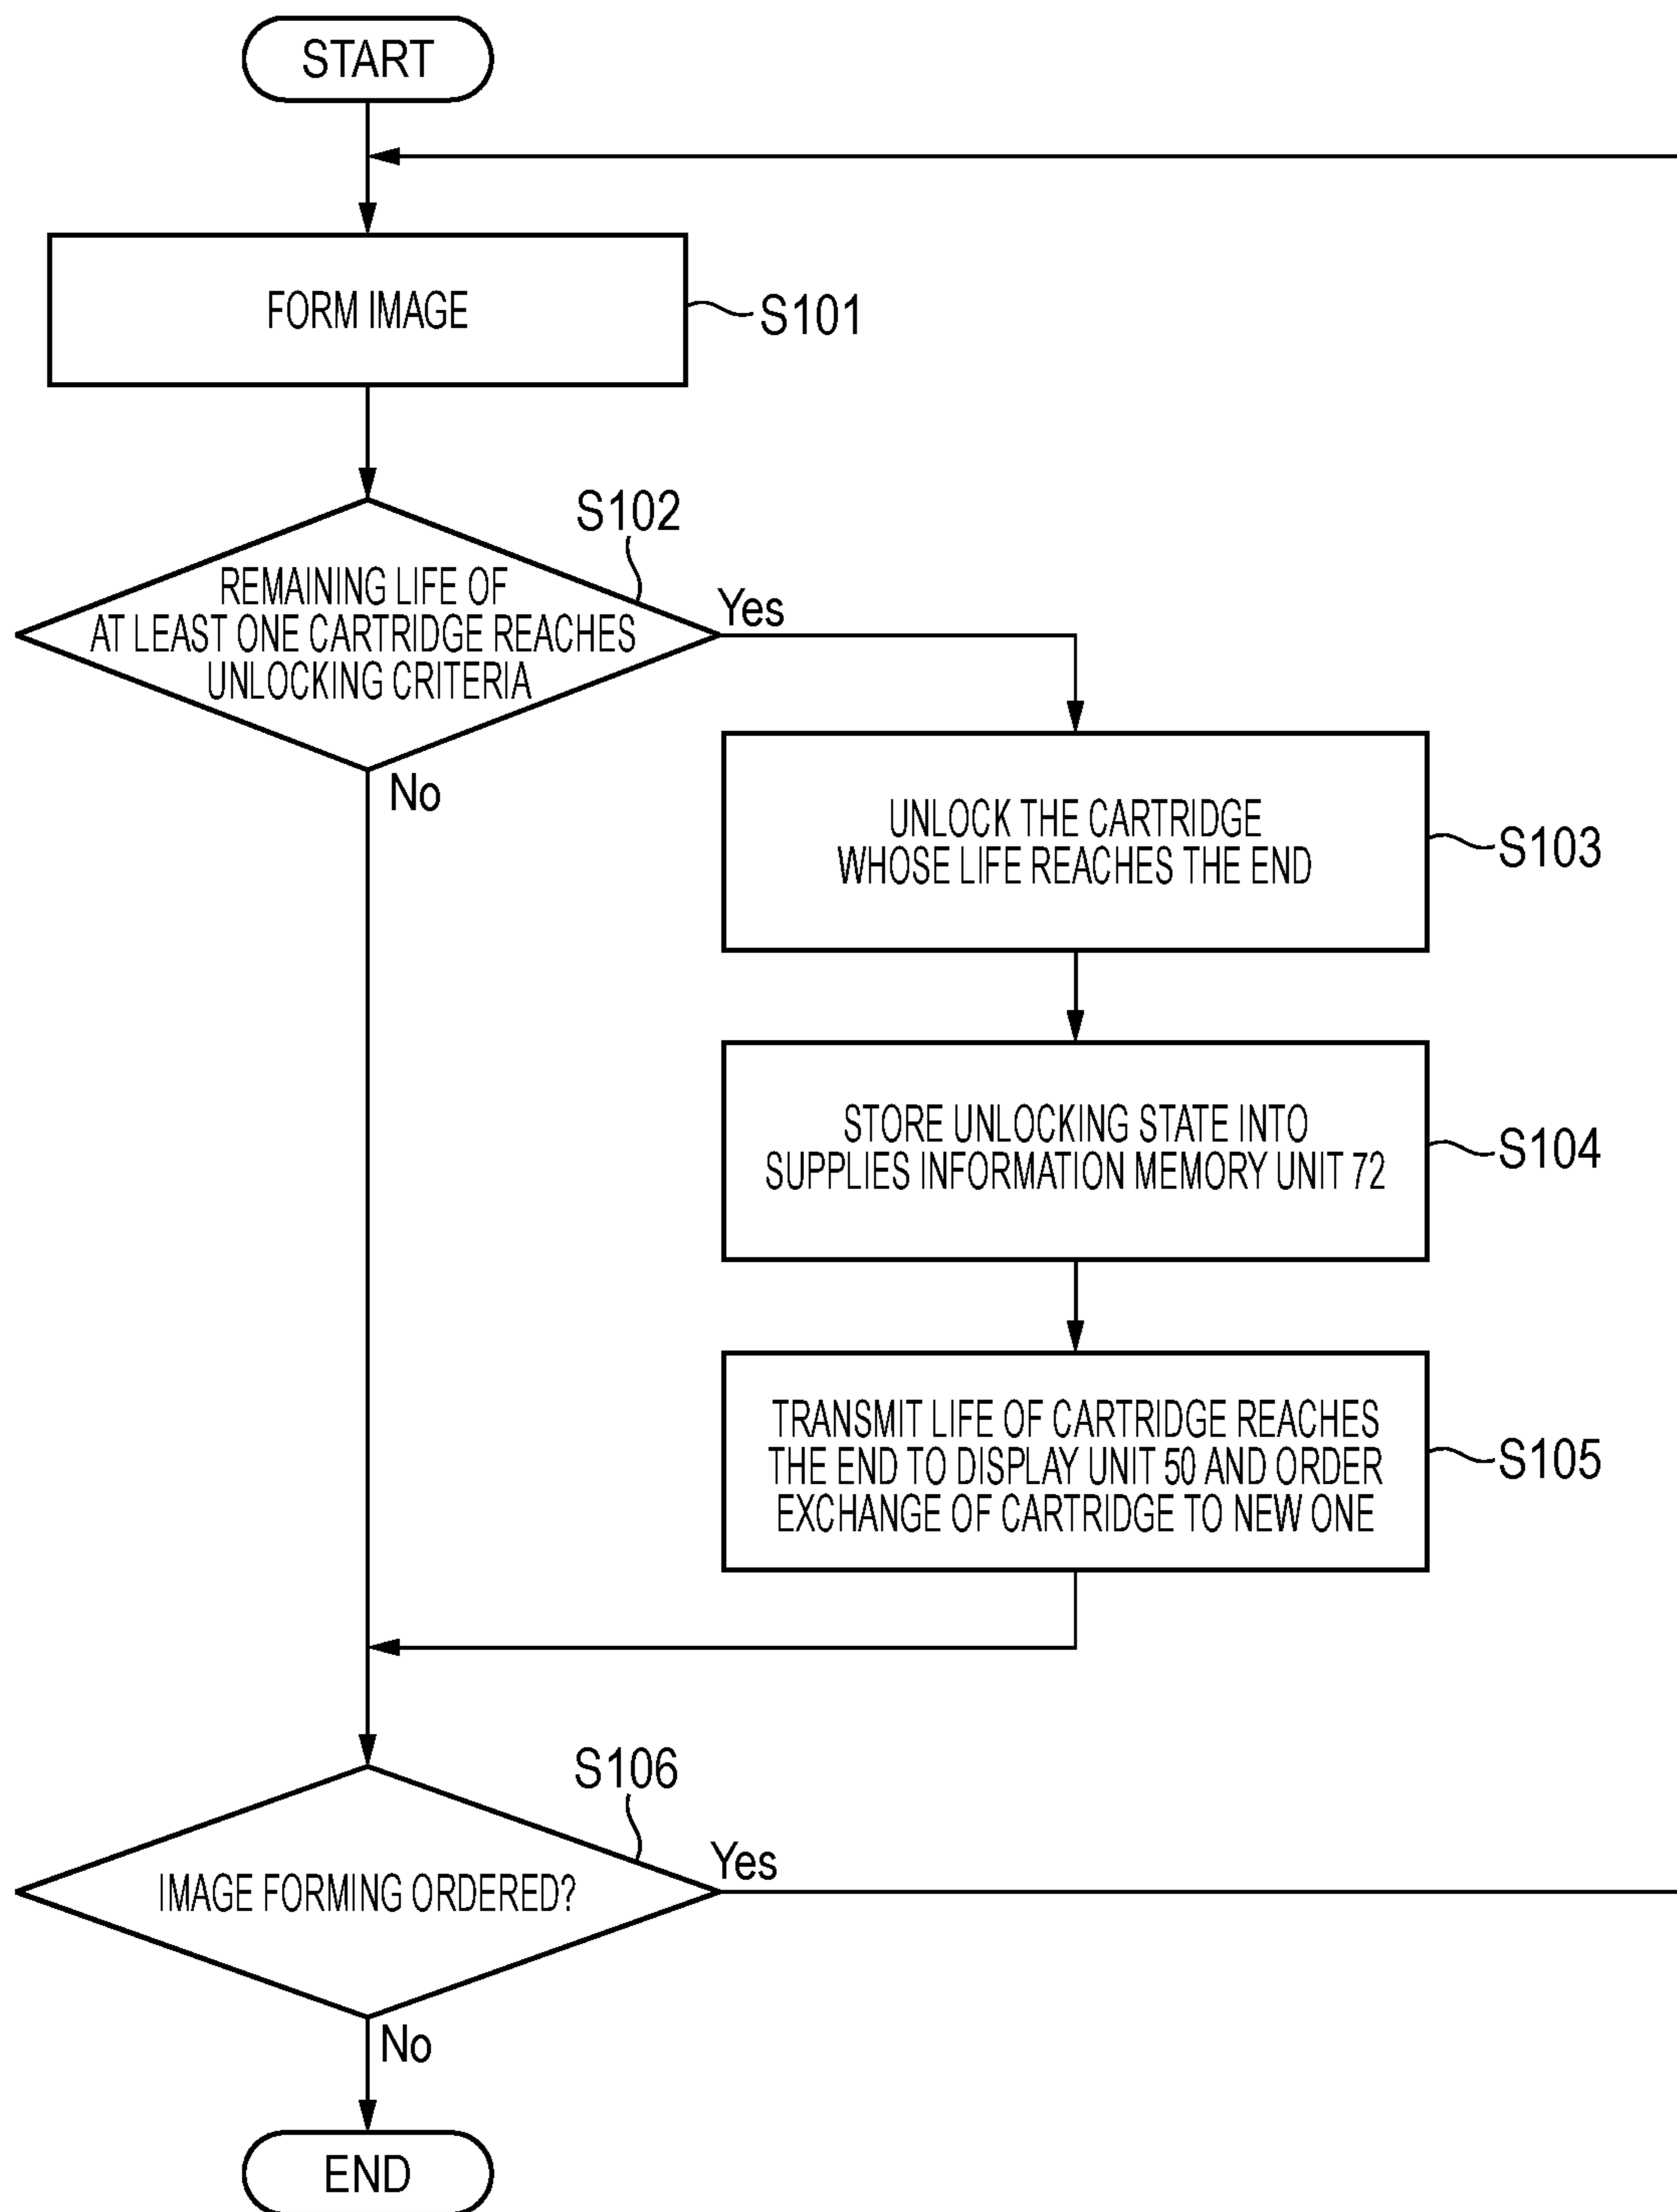 START
FORM IMAGE
S101
S102
REMAINING LIFE OF
AT LEAST ONE CARTRIDGE REACHES
UNLOCKING CRITERIA
Yes
No
UNLOCK THE CARTRIDGE
WHOSE LIFE REACHES THE END
S103
STORE UNLOCKING STATE INTO
SUPPLIES INFORMATION MEMORY UNIT 72
S104
TRANSMIT LIFE OF CARTRIDGE REACHES
THE END TO DISPLAY UNIT 50 AND ORDER
EXCHANGE OF CARTRIDGE TO NEW ONE
S105
S106
IMAGE FORMING ORDERED?
Yes
No
END